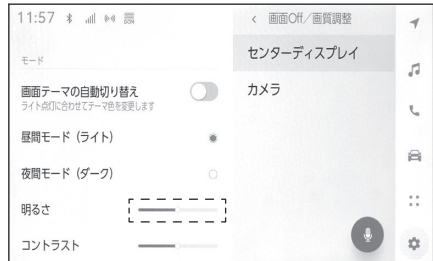 11:57
モード
画面テーマの自動切り替え
ライト点灯に合わせてテーマ色を変更します
昼間モード（ライト）
夜間モード（ダーク）
明るさ
コントラスト
画面Off／画質調整
センターディスプレイ
カメラ